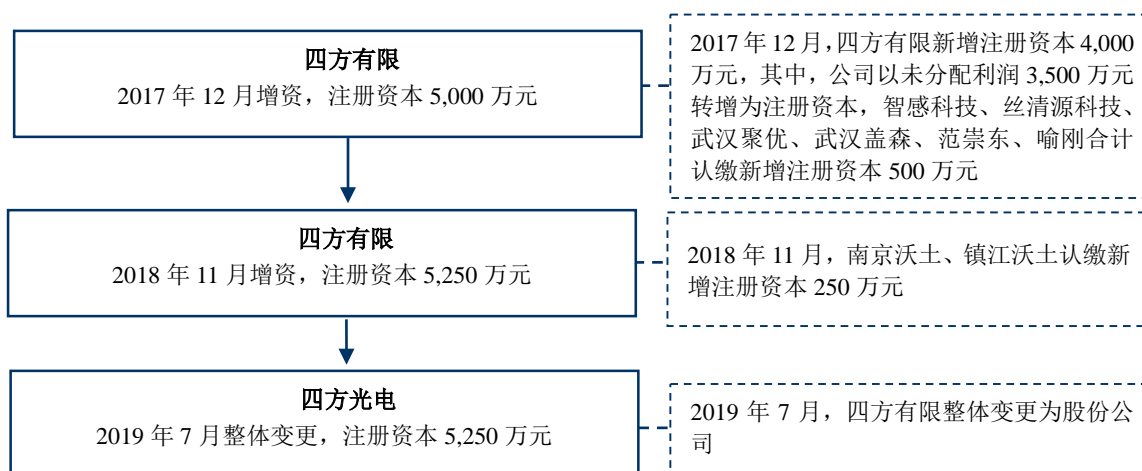 四方有限
2017 年 12 月增资，注册资本 5,000 万元
2017 年 12 月，四方有限新增注册资本 4,000
万元，其中，公司以未分配利润 3,500 万元
转增为注册资本，智感科技、丝清源科技、
武汉聚优、武汉盖森、范崇东、喻刚合计
认缴新增注册资本 500 万元
四方有限
2018 年 11 月增资，注册资本 5,250 万元
2018 年 11 月，南京沃土、镇江沃土认缴新
增注册资本 250 万元
四方光电
2019 年 7 月整体变更，注册资本 5,250 万元
2019 年 7 月，四方有限整体变更为股份公
司